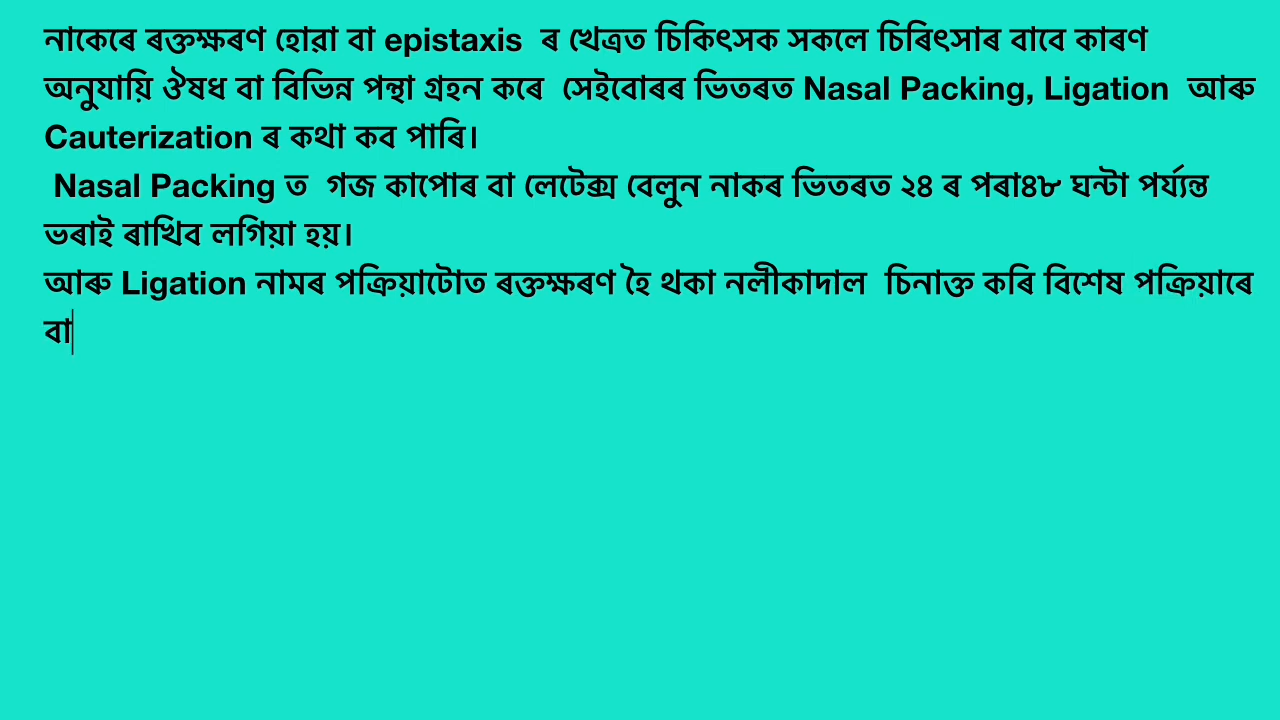 নাকেৰে ৰক্তক্ষৰণ হোৱা বা epistaxis ৰ খেত্ৰত চিকিৎসক সকলে চিৰিৎসাৰ বাবে কাৰণ
অনুযায়ি ঔষধ বা বিভিন্ন পন্থা গ্ৰহন কৰে সেইবোৰৰ ভিতৰত Nasal Packing, Ligation আৰু
Cauterization ৰ কথা কব পাৰি।
Nasal Packing ত গজ কাপোৰ বা লেটেক্স বেলুন নাকৰ ভিতৰত ২৪ ৰ পৰা৪৮ ঘন্টা পৰ্য্যন্ত
ভৰাই ৰাখিব লগিয়া হয়।
আৰু Ligation নামৰ পক্ৰিয়াটোত ৰক্তক্ষৰণ হৈ থকা নলীকাদাল চিনাক্ত কৰি বিশেষ পক্ৰিয়াৰে
বা